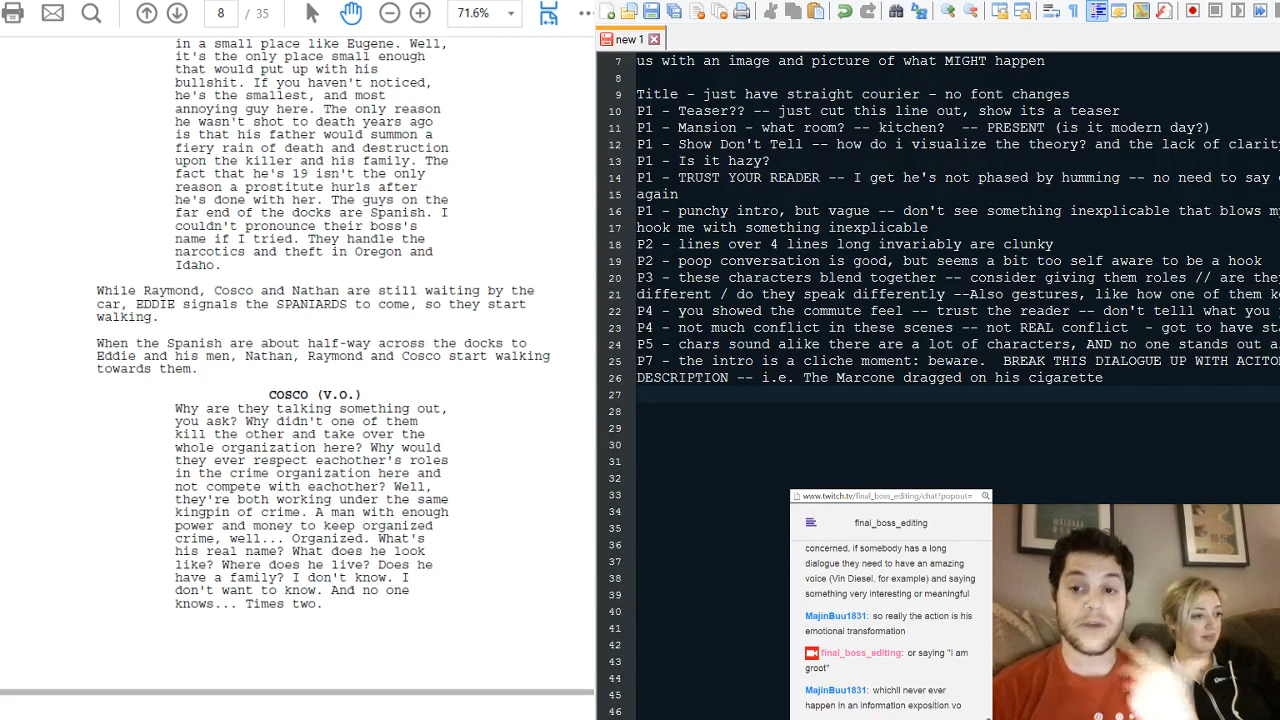 8 / 35
71.6%
in a small place like Eugene. Well,
it's the only place small enough
that would put up with his
bullshit. If you haven't noticed,
he's the smallest, and most
annoying guy here. The only reason
he wasn't shot to death years ago
is that his father would summon a
fiery rain of death and destruction
upon the killer and his family. The
fact that he's 19 isn't the only
reason a prostitute hurls after
he's done with her. The guys on the
far end of the docks are Spanish. I
couldn't pronounce their boss's
name if I tried. They handle the
narcotics and theft in Oregon and
Idaho.
While Raymond, Cosco and Nathan are still waiting by the
car, EDDIE signals the SPANIARDS to come, so they start
walking.
When the Spanish are about half-way across the docks to
Eddie and his men, Nathan, Raymond and Cosco start walking
towards them.
COSCO (V.O.)
Why are they talking something out,
you ask? Why didn't one of them
kill the other and take over the
whole organization here? Why would
they ever respect eachother's roles
in the crime organization here and
not compete with eachother? Well,
they're both working under the same
kingpin of crime. A man with enough
power and money to keep organized
crime, well... Organized. What's
his real name? What does he look
like? Where does he live? Does he
have a family? I don't know. I
don't want to know. And no one
knows... Times two.
new 1
7 us with an image and picture of what MIGHT happen
8
9 Title - just have straight courier - no font changes
10 P1 - Teaser?? -- just cut this line out, show its a teaser
11 P1 - Mansion - what room? -- kitchen? -- PRESENT (is it modern day?)
12 P1 - Show Don't Tell -- how do i visualize the theory? and the lack of clarit
13 P1 - Is it hazy?
14 P1 - TRUST YOUR READER -- I get he's not phased by humming -- no need to say
15 again
16 P1 - punchy intro, but vague -- don't see something inexplicable that blows m
17 hook me with something inexplicable
18 P2 - lines over 4 lines long invariably are clunky
19 P2 - poop conversation is good, but seems a bit too self aware to be a hook
20 P3 - these characters blend together -- consider giving them roles // are the
21 different / do they speak differently --Also gestures, like how one of them k
22 P4 - you showed the commute feel -- trust the reader -- don't telll what you
23 P4 - not much conflict in these scenes -- not REAL conflict - got to have st
24 P5 - chars sound alike there are a lot of characters, AND no one stands out a
25 P7 - the intro is a cliche moment: beware. BREAK THIS DIALOGUE UP WITH ACITO
26 DESCRIPTION -- i.e. The Marcone dragged on his cigarette
27
28
29
30
31
32
33
34
35
36
37
38
39
40
41
42
43
44
45
46
www.twitch.tv/final_boss_editing/chat?popout=
final_boss_editing
concerned, if somebody has a long
dialogue they need to have an amazing
voice (Vin Diesel, for example) and saying
something very interesting or meaningful
MajinBuu1831: so really the action is his
emotional transformation
final_boss_editing: or saying "I am
groot"
MajinBuu1831: whichll never ever
happen in an information exposition vo